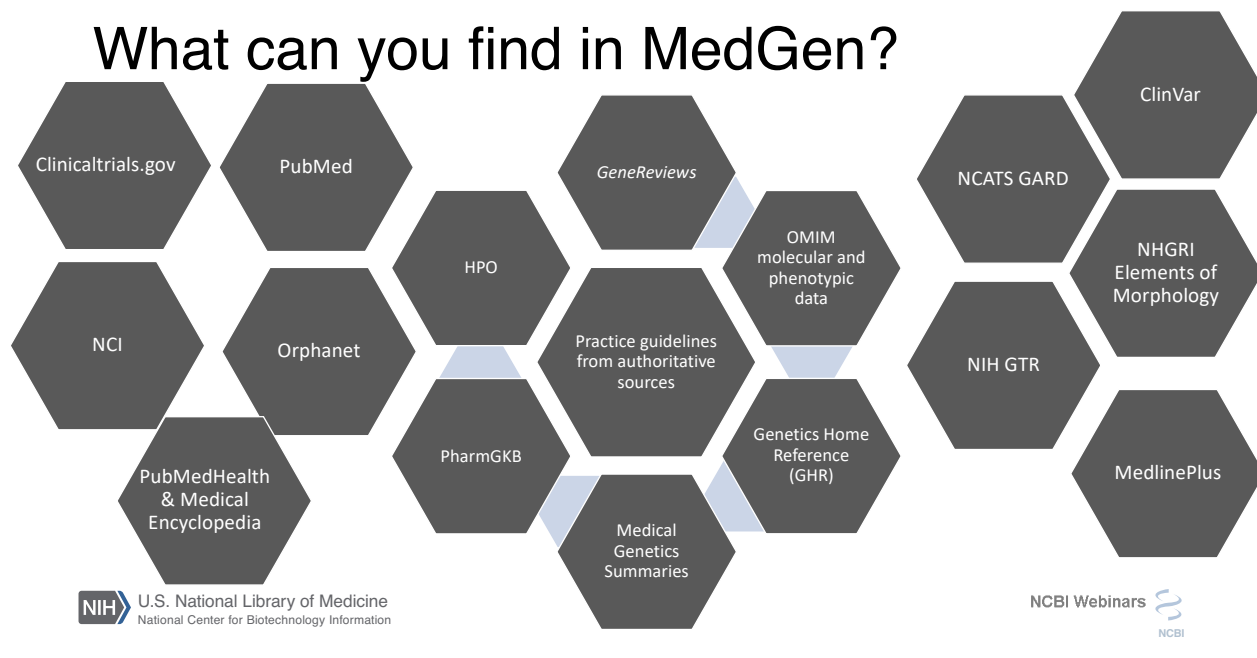 What can you find in MedGen?
Clinicaltrials.gov
PubMed
NCI
Orphanet
PubMedHealth
& Medical
Encyclopedia
HPO
GeneReviews
OMIM
molecular and
phenotypic
data
Practice guidelines
from authoritative
sources
PharmGKB
Genetics Home
Reference
(GHR)
Medical
Genetics
Summaries
ClinVar
NCATS GARD
NHGRI
Elements of
Morphology
NIH GTR
MedlinePlus
NIH
U.S. National Library of Medicine
National Center for Biotechnology Information
NCBI Webinars
NCBI